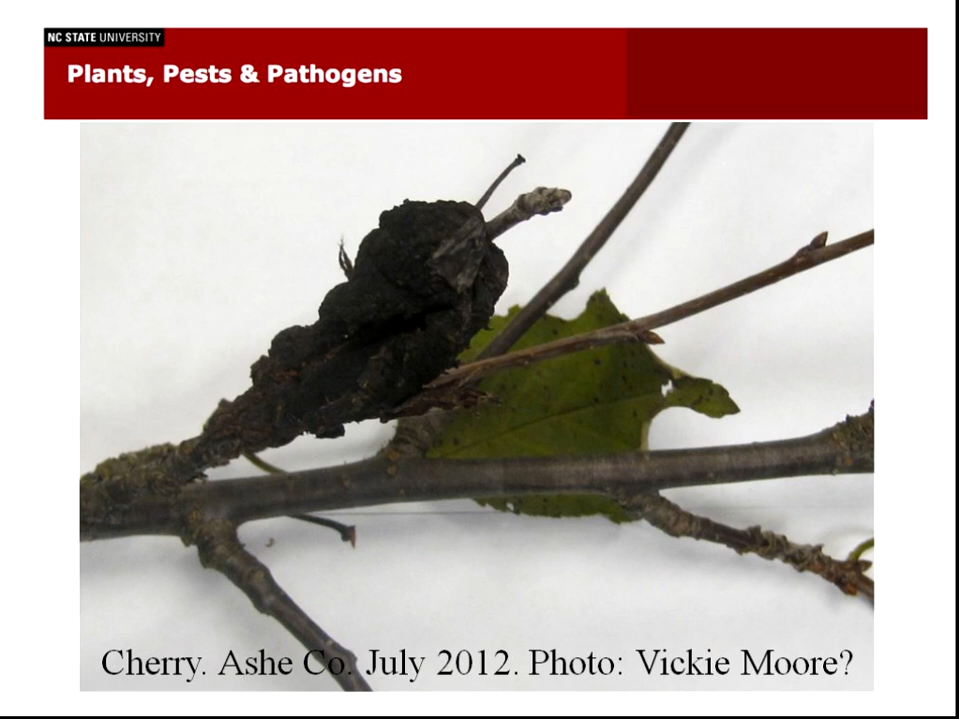 NC STATE UNIVERSITY
Plants, Pests & Pathogens
Cherry. Ashe Co. July 2012. Photo: Vickie Moore?